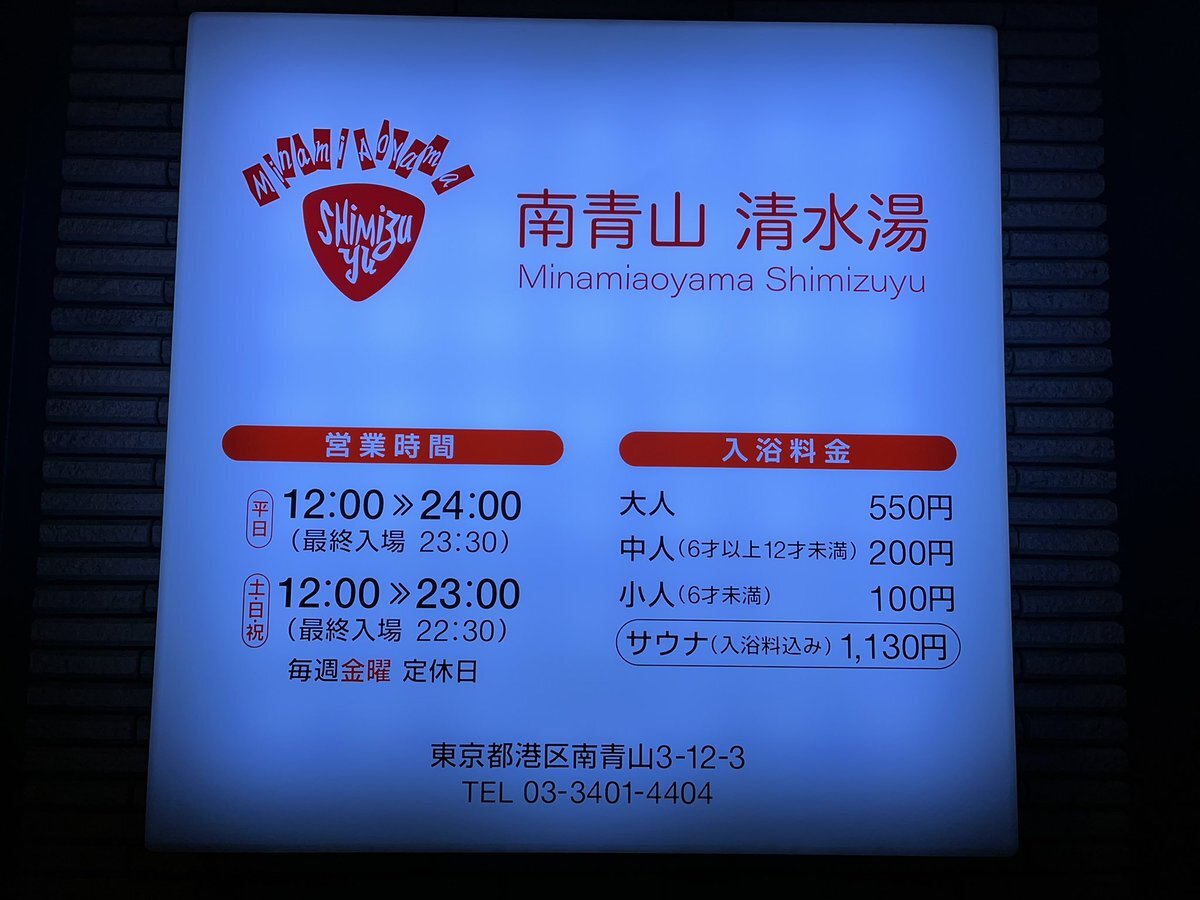 Minami AOYama
SHIMIZU
yu
南青山 清水湯
Minamiaoyama Shimizuyu
営業時間
平日 12:00 » 24:00
（最終入場 23:30）
土・日・祝 12:00 » 23:00
（最終入場 22:30）
毎週金曜 定休日
入浴料金
大人 550円
中人（6才以上12才未満） 200円
小人（6才未満） 100円
サウナ（入浴料込み） 1,130円
東京都港区南青山3-12-3
TEL 03-3401-4404